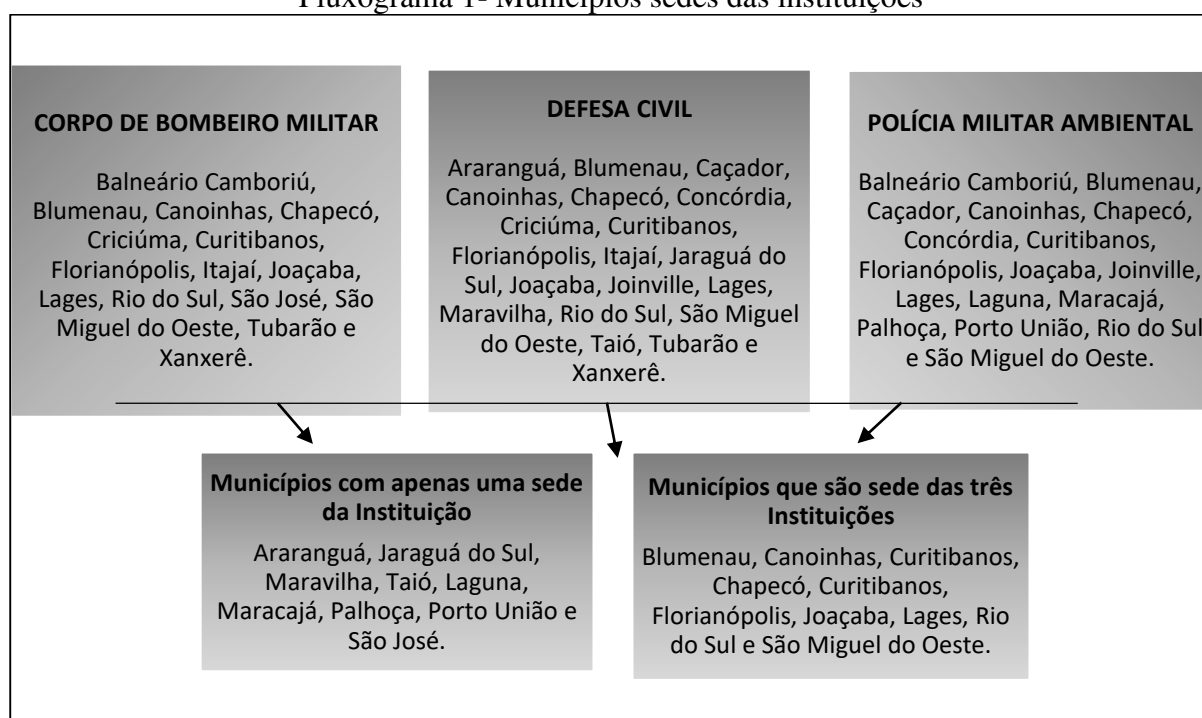 Fluxograma 1- Municípios sedes das instituições
CORPO DE BOMBEIRO MILITAR
Balneário Camboriú,
Blumenau, Canoinhas, Chapecó,
Criciúma, Curitibanos,
Florianópolis, Itajaí, Joaçaba,
Lages, Rio do Sul, São José, São
Miguel do Oeste, Tubarão e
Xanxerê.
DEFESA CIVIL
Araranguá, Blumenau, Caçador,
Canoinhas, Chapecó, Concórdia,
Criciúma, Curitibanos,
Florianópolis, Itajaí, Jaraguá do
Sul, Joaçaba, Joinville, Lages,
Maravilha, Rio do Sul, São Miguel
do Oeste, Taió, Tubarão e
Xanxerê.
POLÍCIA MILITAR AMBIENTAL
Balneário Camboriú, Blumenau,
Caçador, Canoinhas, Chapecó,
Concórdia, Curitibanos,
Florianópolis, Joaçaba, Joinville,
Lages, Laguna, Maracajá,
Palhoça, Porto União, Rio do Sul
e São Miguel do Oeste.
Municípios com apenas uma sede
da Instituição
Araranguá, Jaraguá do Sul,
Maravilha, Taió, Laguna,
Maracajá, Palhoça, Porto União e
São José.
Municípios que são sede das três
Instituições
Blumenau, Canoinhas, Curitibanos,
Chapecó, Curitibanos,
Florianópolis, Joaçaba, Lages, Rio
do Sul e São Miguel do Oeste.